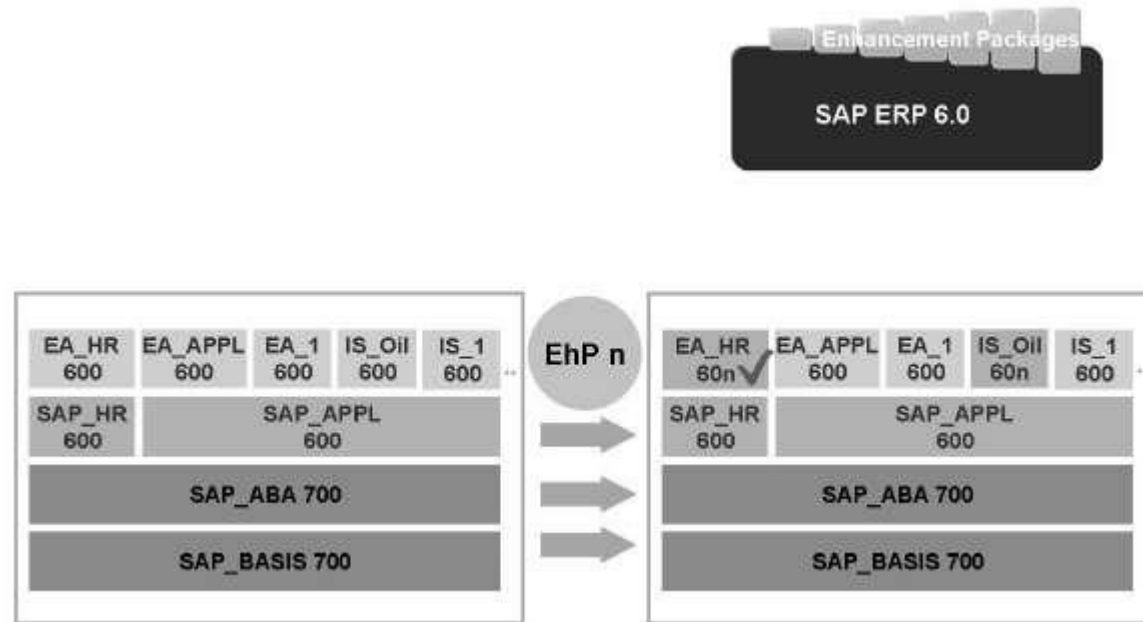 Enhancement Packages
SAP ERP 6.0
EA_HR EA_APPL EA_1 IS_Oil IS_1
600 600 600 600 600 ..
SAP_HR SAP_APPL
600 600
SAP_ABA 700
SAP_BASIS 700
EhP n
EA_HR EA_APPL EA_1 IS_Oil IS_1
60n 600 600 60n 600 ..
SAP_HR SAP_APPL
600 600
SAP_ABA 700
SAP_BASIS 700